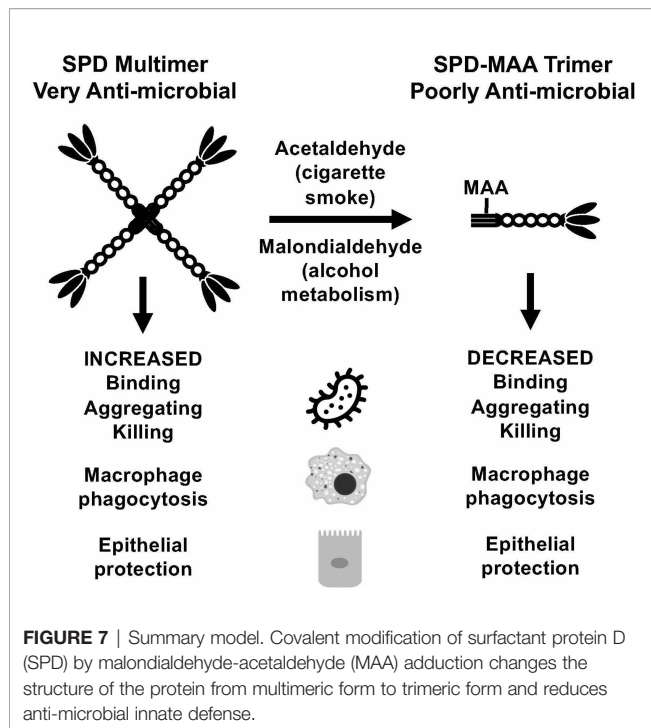 SPD Multimer
Very Anti-microbial
SPD-MAA Trimer
Poorly Anti-microbial
Acetaldehyde
(cigarette
smoke)
Malondialdehyde
(alcohol
metabolism)
MAA
INCREASED
Binding
Aggregating
Killing
Macrophage
phagocytosis
Epithelial
protection
DECREASED
Binding
Aggregating
Killing
Macrophage
phagocytosis
Epithelial
protection
FIGURE 7 | Summary model. Covalent modification of surfactant protein D
(SPD) by malondialdehyde-acetaldehyde (MAA) adduction changes the
structure of the protein from multimeric form to trimeric form and reduces
anti-microbial innate defense.